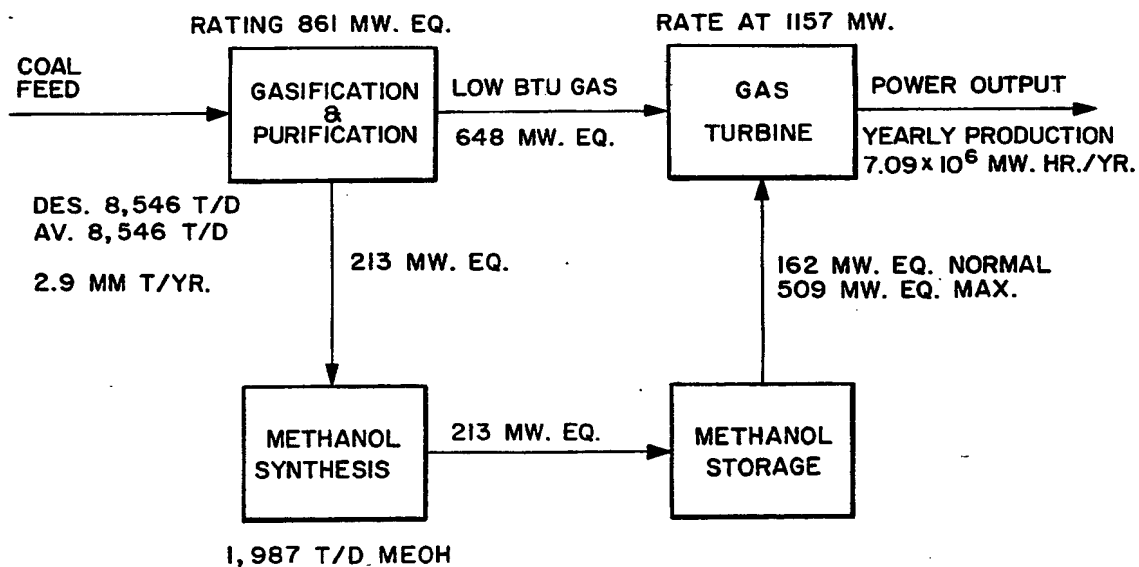 RATING 861 MW. EQ.
RATE AT 1157 MW.
COAL
FEED
GASIFICATION
&
PURIFICATION
LOW BTU GAS
648 MW. EQ.
GAS
TURBINE
POWER OUTPUT
YEARLY PRODUCTION
7.09 x 10⁶ MW. HR./YR.
DES. 8,546 T/D
AV. 8,546 T/D
2.9 MM T/YR.
213 MW. EQ.
162 MW. EQ. NORMAL
509 MW. EQ. MAX.
METHANOL
SYNTHESIS
213 MW. EQ.
METHANOL
STORAGE
1,987 T/D MEOH